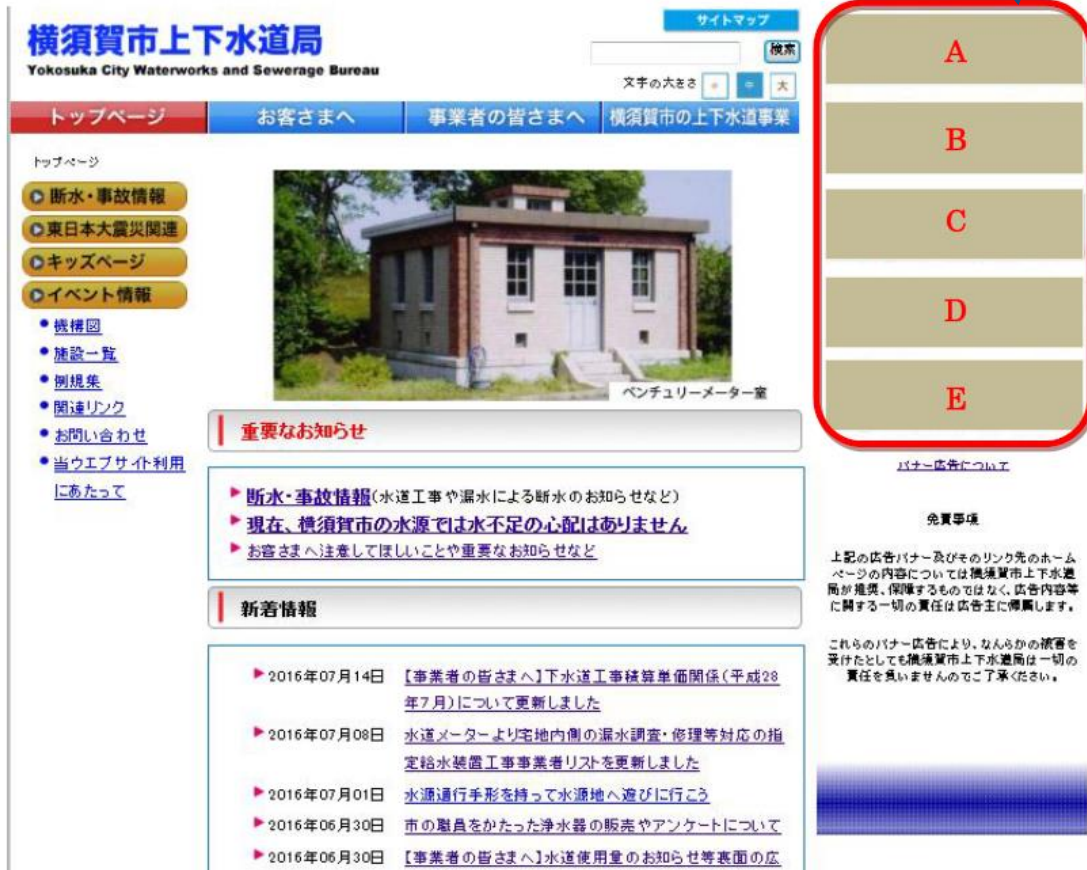 横須賀市上下水道局
Yokosuka City Waterworks and Sewerage Bureau
サイトマップ
検索
文字の大きさ 小 中 大
トップページ
お客さまへ
事業者の皆さまへ
横須賀市の上下水道事業
トップページ
断水・事故情報
東日本大震災関連
キッズページ
イベント情報
機構図
施設一覧
例規集
関連リンク
お問い合わせ
当ウエブサイト利用
にあたって
ベンチュリーメーター室
重要なお知らせ
断水・事故情報(水道工事や漏水による断水のお知らせなど)
現在、横須賀市の水源では水不足の心配はありません
お客さまへ注意してほしいことや重要なお知らせなど
新着情報
2016年07月14日 【事業者の皆さまへ】下水道工事積算単価関係(平成28
年7月)について更新しました
2016年07月08日 水道メーターより宅地内側の漏水調査・修理等対応の指
定給水装置工事事業者リストを更新しました
2016年07月01日 水源通行手形を持って水源地へ遊びに行こう
2016年06月30日 市の職員をかたった浄水器の販売やアンケートについて
2016年06月30日 【事業者の皆さまへ】水道使用量のお知らせ等裏面の広
A
B
C
D
E
バナー広告について
免責事項
上記の広告バナー及びそのリンク先のホーム
ページの内容については横須賀市上下水道
局が推奨、保障するものではなく、広告内容等
に関する一切の責任は広告主に帰属します。
これらのバナー広告により、なんらかの被害を
受けたとしても横須賀市上下水道局は一切の
責任を負いませんのでご了承ください。